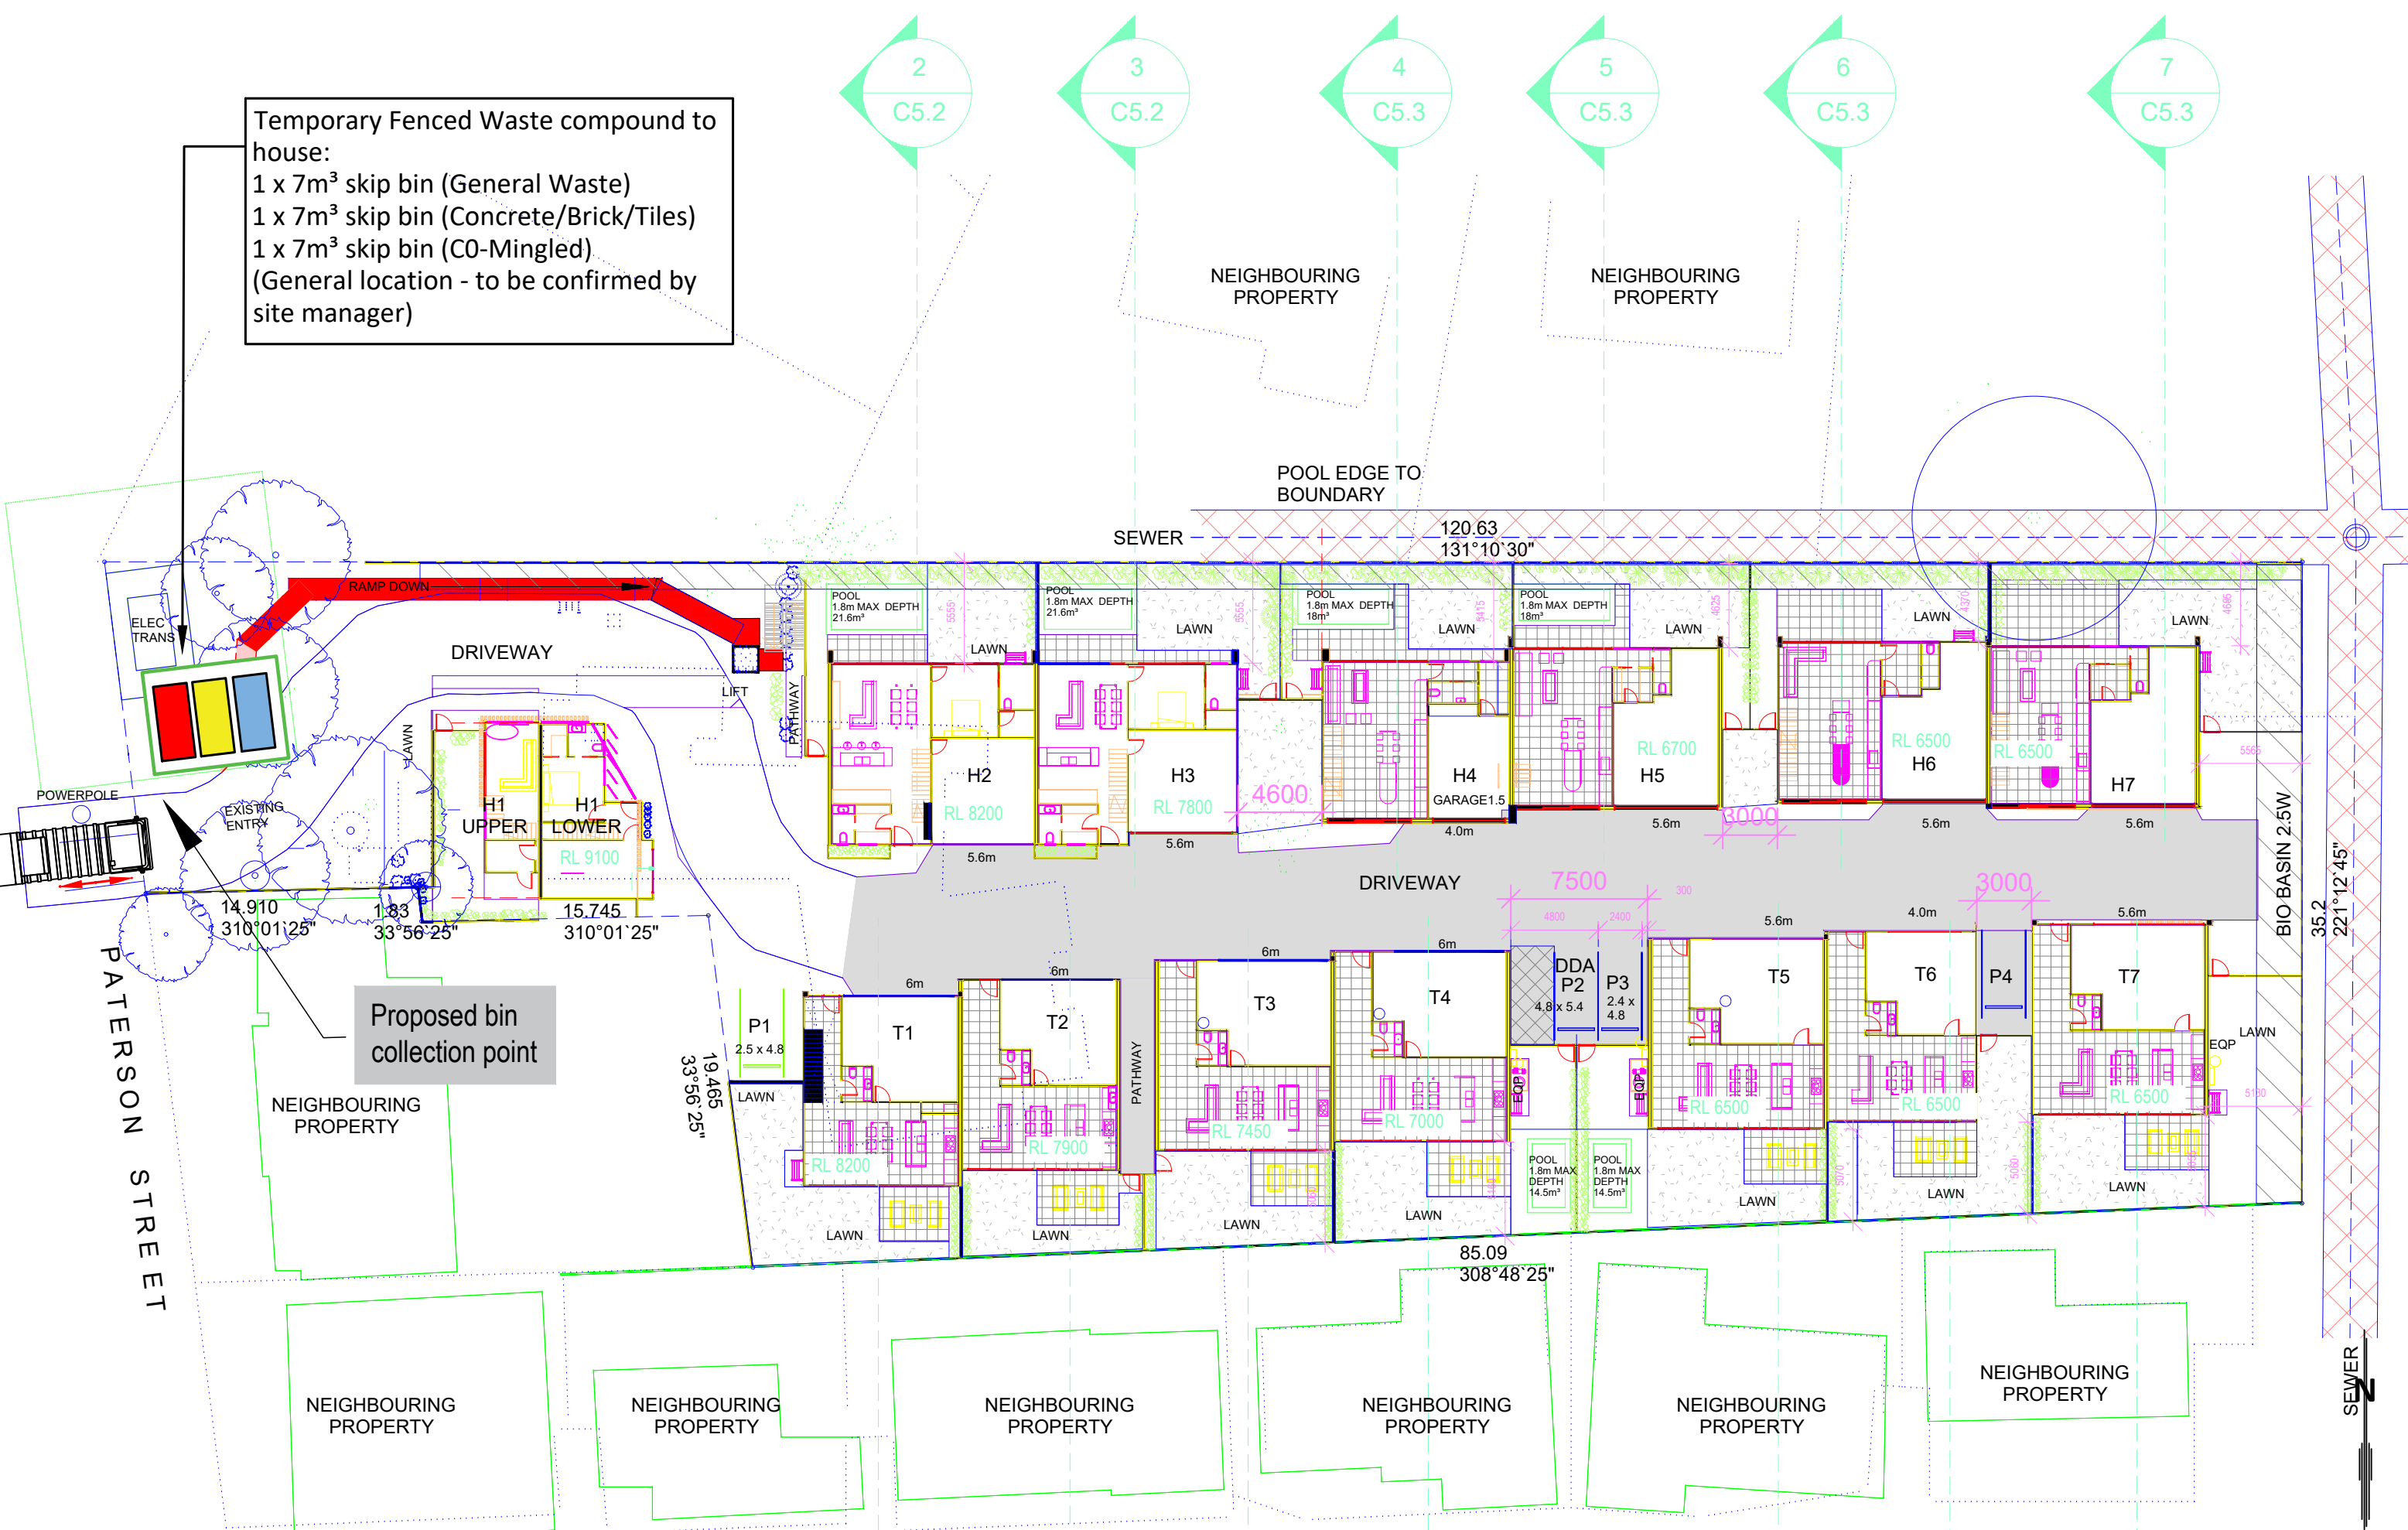 2
C5.2
3
C5.2
4
C5.3
5
C5.3
6
C5.3
7
C5.3
Temporary Fenced Waste compound to
house:
1 x 7m³ skip bin (General Waste)
1 x 7m³ skip bin (Concrete/Brick/Tiles)
1 x 7m³ skip bin (C0-Mingled)
(General location - to be confirmed by
site manager)
NEIGHBOURING
PROPERTY
NEIGHBOURING
PROPERTY
POOL EDGE TO
BOUNDARY
SEWER
120.63
131°10`30"
RAMP DOWN
ELEC
TRANS
DRIVEWAY
LIFT
PATHWAY
LAWN
POWERPOLE
EXISTING
ENTRY
H1
UPPER
H1
LOWER
RL 9100
POOL
1.8m MAX DEPTH
21.6m³
5555
LAWN
POOL
1.8m MAX DEPTH
21.6m³
LAWN
5555
POOL
1.8m MAX DEPTH
18m³
LAWN
5415
POOL
1.8m MAX DEPTH
18m³
LAWN
4625
LAWN
4370
LAWN
4695
H2
RL 8200
H3
RL 7800
4600
H4
GARAGE1.5
RL 6700
H5
3000
RL 6500
H6
RL 6500
H7
5565
5.6m
5.6m
4.0m
5.6m
5.6m
5.6m
BIO BASIN 2.5W
35.2
221°12`45"
DRIVEWAY
7500
300
4800
2400
3000
14.910
310°01`25"
1.83
33°56`25"
15.745
310°01`25"
PATERSON STREET
Proposed bin
collection point
19.465
33°56`25"
P1
2.5 x 4.8
LAWN
6m
T1
RL 8200
LAWN
6m
T2
RL 7900
LAWN
PATHWAY
6m
T3
RL 7450
LAWN
6m
T4
RL 7000
LAWN
DDA
P2
4.8 x 5.4
P3
2.4 x
4.8
EQP
EQP
POOL
1.8m MAX
DEPTH
14.5m³
POOL
1.8m MAX
DEPTH
14.5m³
5.6m
T5
RL 6500
LAWN
5070
4.0m
T6
RL 6500
LAWN
5060
P4
5.6m
T7
RL 6500
LAWN
EQP
LAWN
5130
85.09
308°48`25"
NEIGHBOURING
PROPERTY
NEIGHBOURING
PROPERTY
NEIGHBOURING
PROPERTY
NEIGHBOURING
PROPERTY
NEIGHBOURING
PROPERTY
NEIGHBOURING
PROPERTY
NEIGHBOURING
PROPERTY
SEWER
N